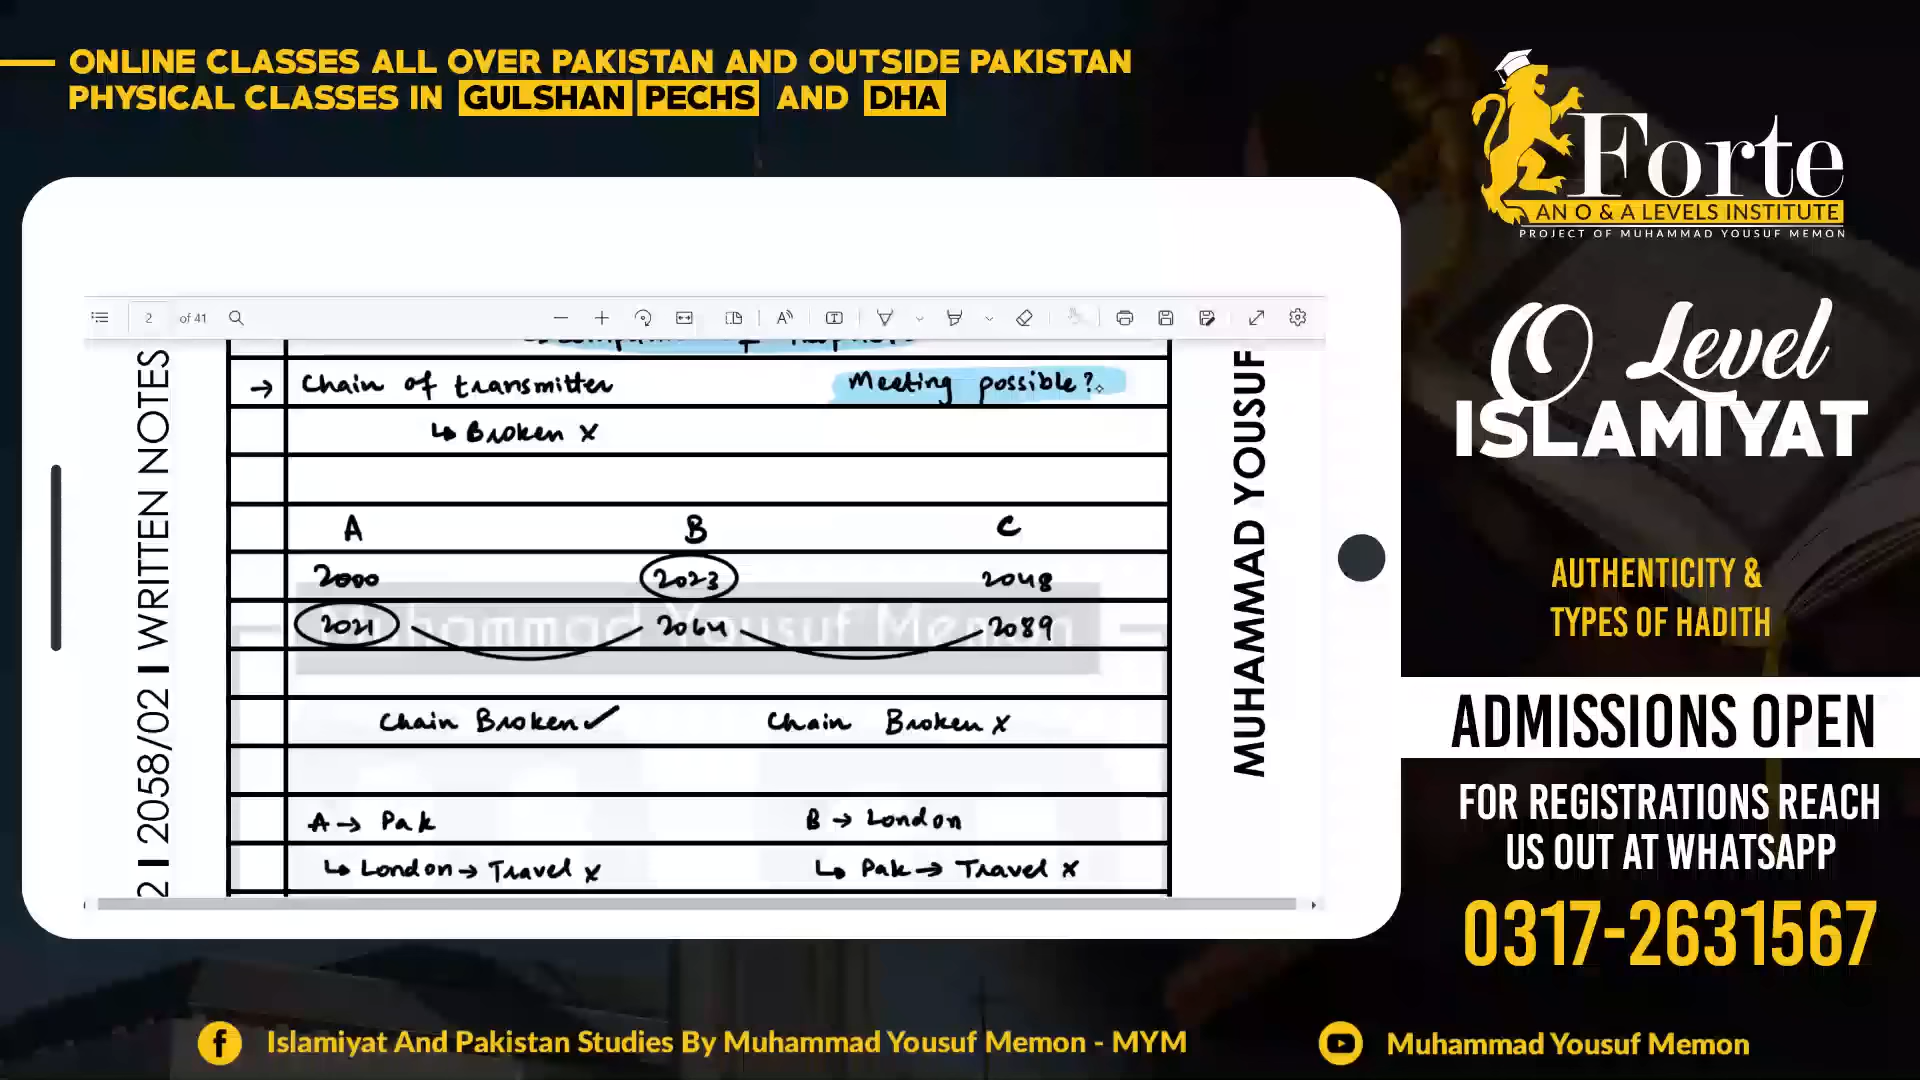 ONLINE CLASSES ALL OVER PAKISTAN AND OUTSIDE PAKISTAN
PHYSICAL CLASSES IN GULSHAN PECHS AND DHA
Forte
AN O & A LEVELS INSTITUTE
PROJECT OF MUHAMMAD YOUSUF MEMON
2 of 41
→ Chain of transmitter Meeting possible?
↳ Broken x
A B C
2000 2023 2048
2021 2064 2089
Muhammad Yousuf Memon
Chain Broken ✓ Chain Broken x
A → Pak B → London
↳ London → Travel x ↳ Pak → Travel x
2 I 2058/02 I WRITTEN NOTES
MUHAMMAD YOUSUF
O Level
ISLAMIYAT
AUTHENTICITY &
TYPES OF HADITH
ADMISSIONS OPEN
FOR REGISTRATIONS REACH
US OUT AT WHATSAPP
0317-2631567
Islamiyat And Pakistan Studies By Muhammad Yousuf Memon - MYM
Muhammad Yousuf Memon